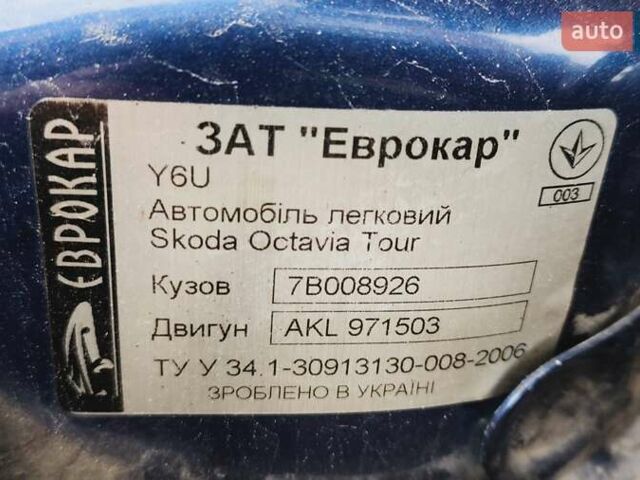 auto
ЄВРОКАР
ЗАТ "Еврокар"
Y6U
003
Автомобіль легковий
Skoda Octavia Tour
Кузов 7B008926
Двигун AKL 971503
ТУ У 34.1-30913130-008-2006
ЗРОБЛЕНО В УКРАЇНІ